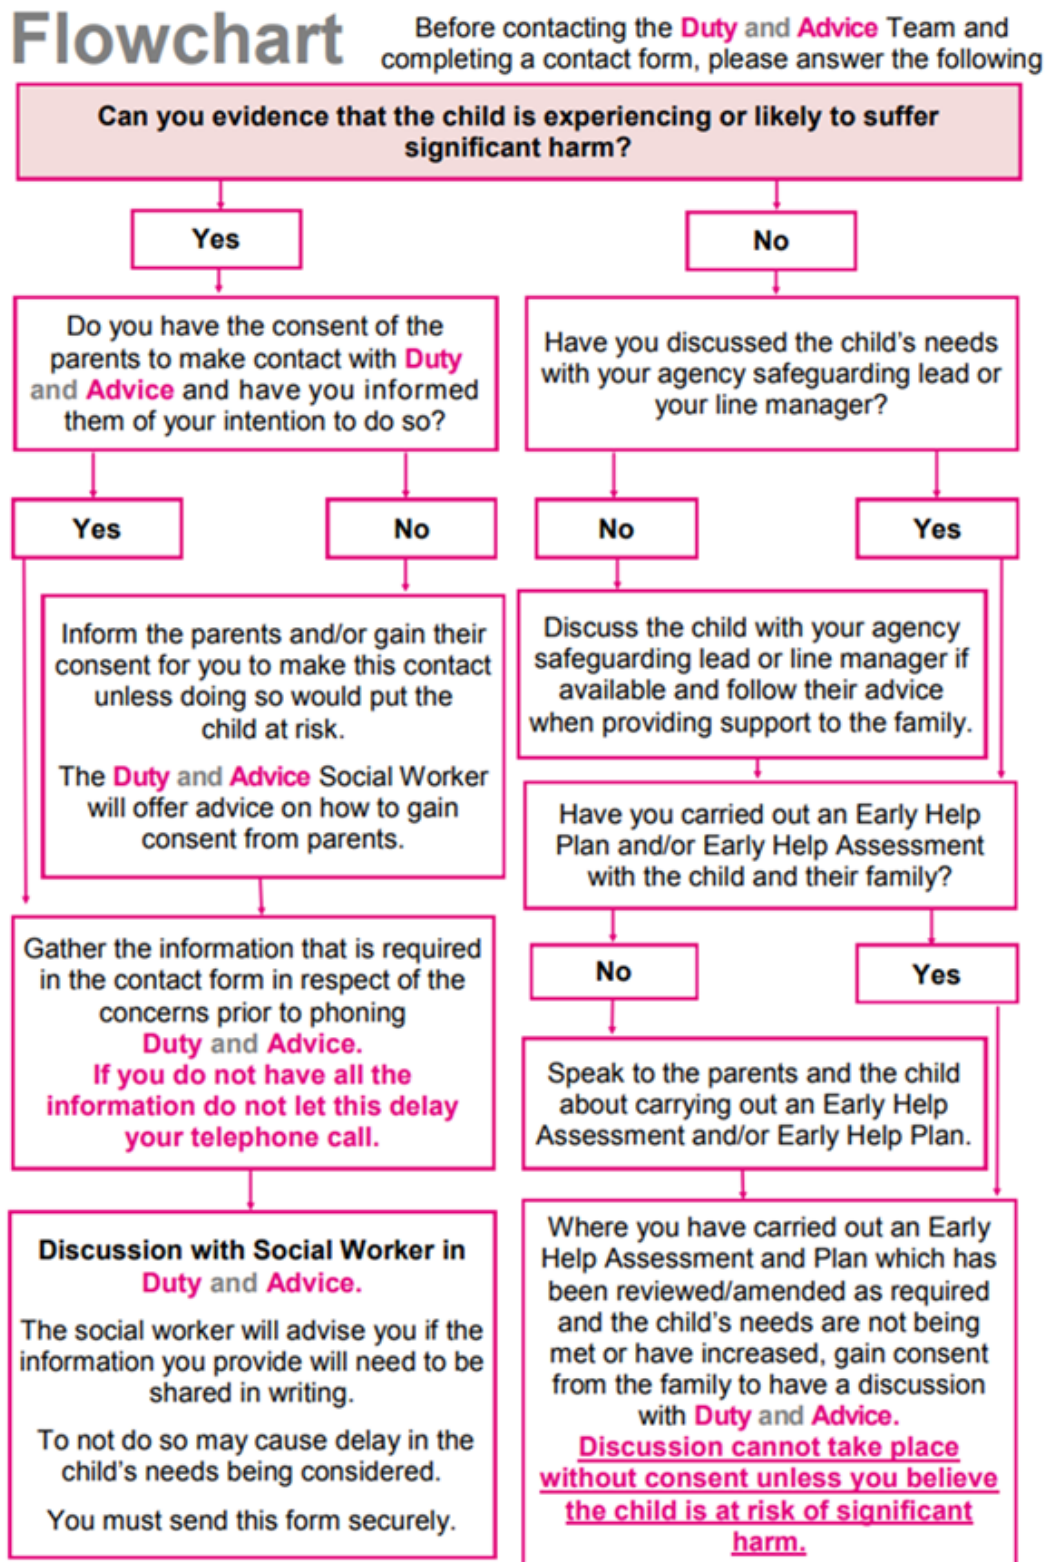 Flowchart
Before contacting the Duty and Advice Team and
completing a contact form, please answer the following
Can you evidence that the child is experiencing or likely to suffer
significant harm?
Yes
No
Do you have the consent of the
parents to make contact with Duty
and Advice and have you informed
them of your intention to do so?
Have you discussed the child's needs
with your agency safeguarding lead or
your line manager?
Yes
No
No
Yes
Inform the parents and/or gain their
consent for you to make this contact
unless doing so would put the
child at risk.
The Duty and Advice Social Worker
will offer advice on how to gain
consent from parents.
Discuss the child with your agency
safeguarding lead or line manager if
available and follow their advice
when providing support to the family.
Have you carried out an Early Help
Plan and/or Early Help Assessment
with the child and their family?
Gather the information that is required
in the contact form in respect of the
concerns prior to phoning
Duty and Advice.
If you do not have all the
information do not let this delay
your telephone call.
No
Yes
Speak to the parents and the child
about carrying out an Early Help
Assessment and/or Early Help Plan.
Discussion with Social Worker in
Duty and Advice.
The social worker will advise you if the
information you provide will need to be
shared in writing.
To not do so may cause delay in the
child's needs being considered.
You must send this form securely.
Where you have carried out an Early
Help Assessment and Plan which has
been reviewed/amended as required
and the child's needs are not being
met or have increased, gain consent
from the family to have a discussion
with Duty and Advice.
Discussion cannot take place
without consent unless you believe
the child is at risk of significant
harm.